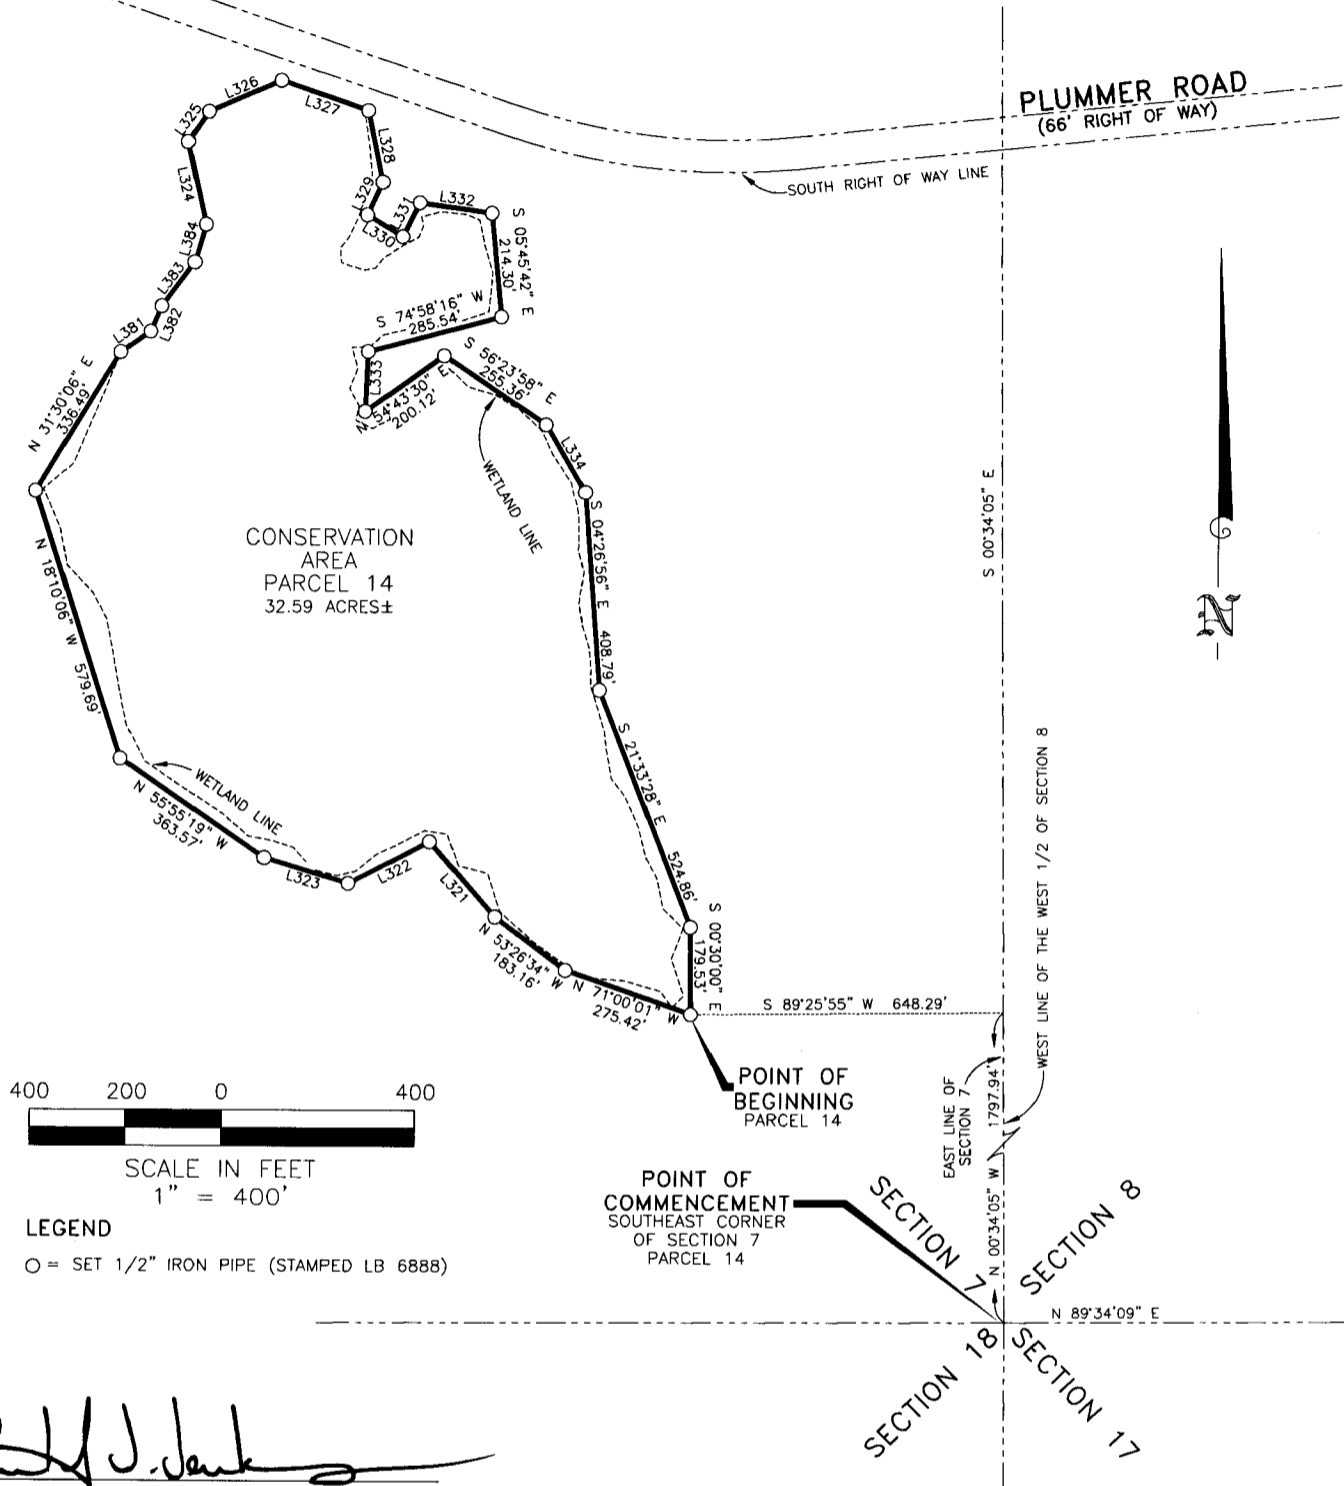 PLUMMER ROAD
(66' RIGHT OF WAY)
SOUTH RIGHT OF WAY LINE
L326
L327
L325
L328
L324
L329
L330
L331
L332
L384
L383
L382
L381
S 05°45'42" E
214.30'
S 74°58'16" W
285.54'
L333
N 54°43'30" E
200.12'
S 56°23'58" E
255.36'
L334
WETLAND LINE
N 31°30'06" E
336.49'
CONSERVATION
AREA
PARCEL 14
32.59 ACRES±
S 04°26'56" E 408.79'
N 18°10'06" W 579.69'
S 21°33'28" E 524.86'
WETLAND LINE
N 55°55'19" W
363.57'
L323
L322
L321
N 53°26'34" W
183.16'
N 71°00'01" W
275.42'
S 00°30'00" E
179.53'
S 89°25'55" W 648.29'
S 00°34'05" E
WEST LINE OF THE WEST 1/2 OF SECTION 8
EAST LINE OF
SECTION 7
N 00°34'05" W 1797.94'
N
POINT OF
BEGINNING
PARCEL 14
400 200 0 400
SCALE IN FEET
1" = 400'
LEGEND
O = SET 1/2" IRON PIPE (STAMPED LB 6888)
POINT OF
COMMENCEMENT
SOUTHEAST CORNER
OF SECTION 7
PARCEL 14
SECTION 7
SECTION 8
N 89°34'09" E
SECTION 18
SECTION 17